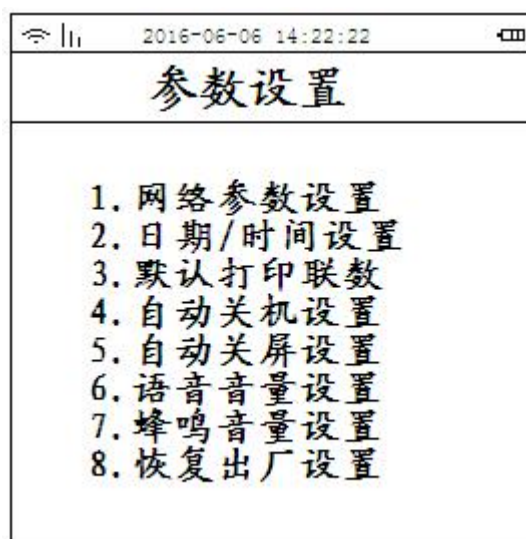 2016-06-06 14:22:22
参数设置
1.网络参数设置
2.日期/时间设置
3.默认打印联数
4.自动关机设置
5.自动关屏设置
6.语音音量设置
7.蜂鸣音量设置
8.恢复出厂设置